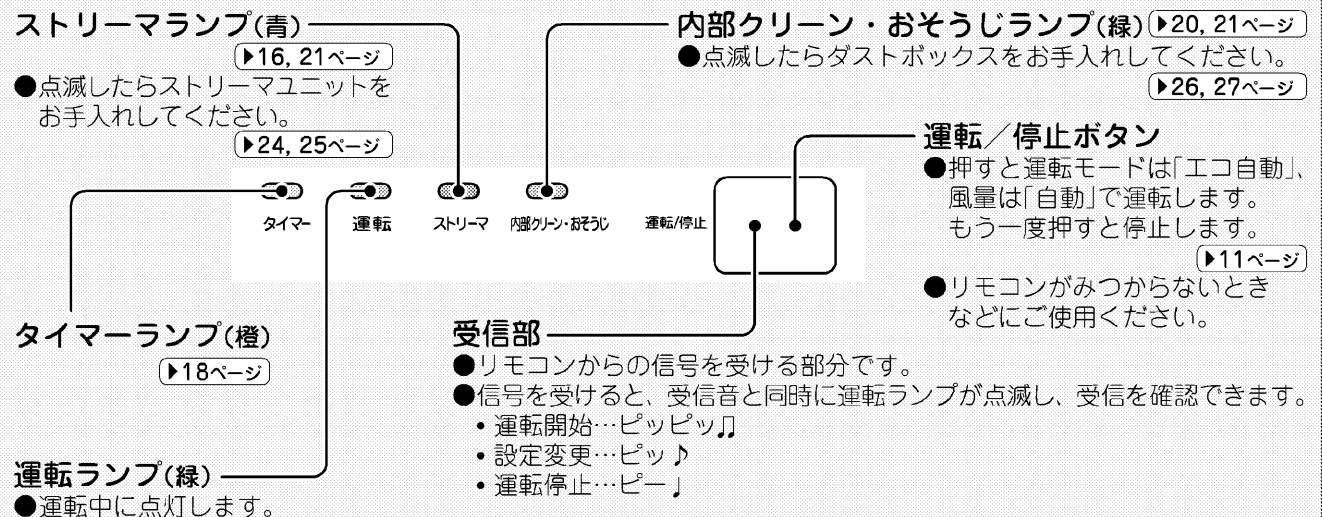 ストリーマランプ(青)
▶16, 21ページ
●点滅したらストリーマユニットを
お手入れしてください。
▶24, 25ページ
内部クリーン・おそうじランプ(緑) ▶20, 21ページ
●点滅したらダストボックスをお手入れしてください。
▶26, 27ページ
運転／停止ボタン
●押すと運転モードは「エコ自動」、
風量は「自動」で運転します。
もう一度押すと停止します。
▶11ページ
●リモコンがみつからないとき
などにご使用ください。
タイマー 運転 ストリーマ 内部クリーン・おそうじ 運転/停止
タイマーランプ(橙)
▶18ページ
受信部
●リモコンからの信号を受ける部分です。
●信号を受けると、受信音と同時に運転ランプが点滅し、受信を確認できます。
• 運転開始…ピッピッ♫
• 設定変更…ピッ♪
• 運転停止…ピー♩
運転ランプ(緑)
●運転中に点灯します。